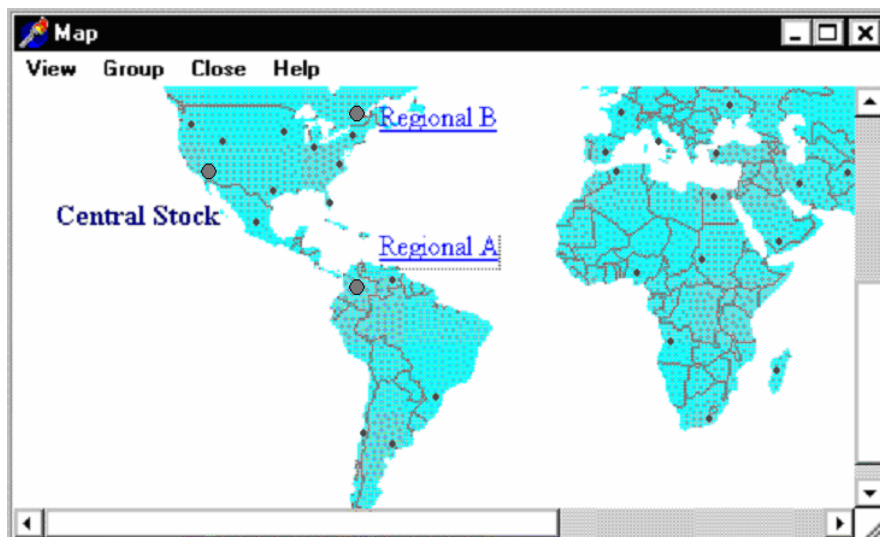 Map
View Group Close Help
Regional B
Central Stock
Regional A